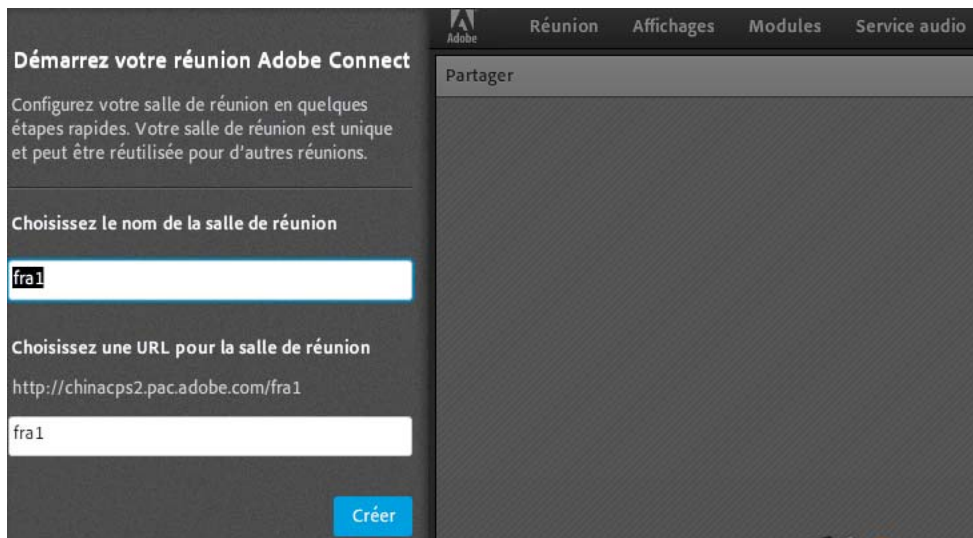 Adobe
Réunion Affichages Modules Service audio
Démarrez votre réunion Adobe Connect
Partager
Configurez votre salle de réunion en quelques
étapes rapides. Votre salle de réunion est unique
et peut être réutilisée pour d'autres réunions.
Choisissez le nom de la salle de réunion
fra1
Choisissez une URL pour la salle de réunion
http://chinacps2.pac.adobe.com/fra1
fra1
Créer